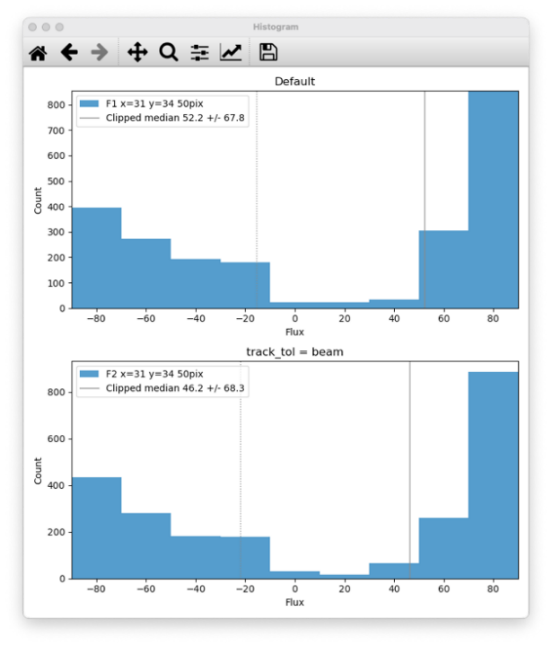 Histogram
Default
F1 x=31 y=34 50pix
Clipped median 52.2 +/- 67.8
800
700
600
500
400
300
200
100
0
Count
−80 −60 −40 −20 0 20 40 60 80
Flux
track_tol = beam
F2 x=31 y=34 50pix
Clipped median 46.2 +/- 68.3
800
600
400
200
0
Count
−80 −60 −40 −20 0 20 40 60 80
Flux